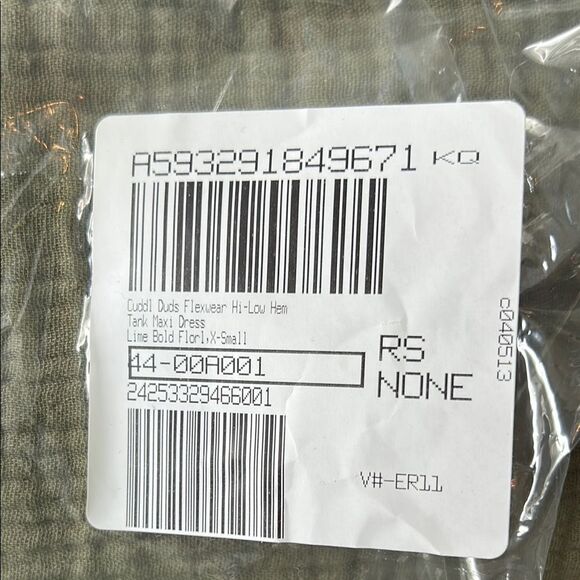 A593291849671 KQ
Cuddl Duds Flexwear Hi-Low Hem
Tank Maxi Dress
Lime Bold Florl,X-Small
44-00A001
24253329466001
RS
NONE
c040513
V#-ER11